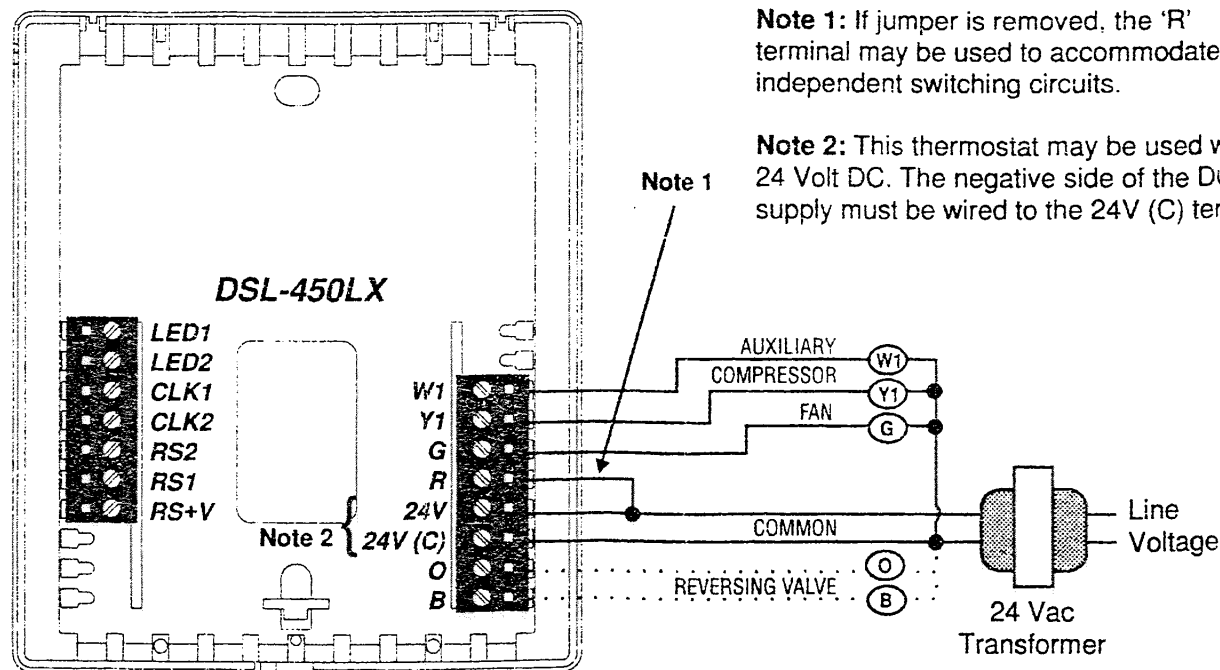 Note 1: If jumper is removed, the 'R'
terminal may be used to accommodate
independent switching circuits.
Note 2: This thermostat may be used
24 Volt DC. The negative side of the
supply must be wired to the 24V (C)
Note 1
DSL-450LX
LED1
LED2
CLK1
CLK2
RS2
RS1
RS+V
Note 2
W1
Y1
G
R
24V
24V (C)
O
B
AUXILIARY
W1
COMPRESSOR
Y1
FAN
G
COMMON
O
REVERSING VALVE
B
Line
Voltage
24 Vac
Transformer